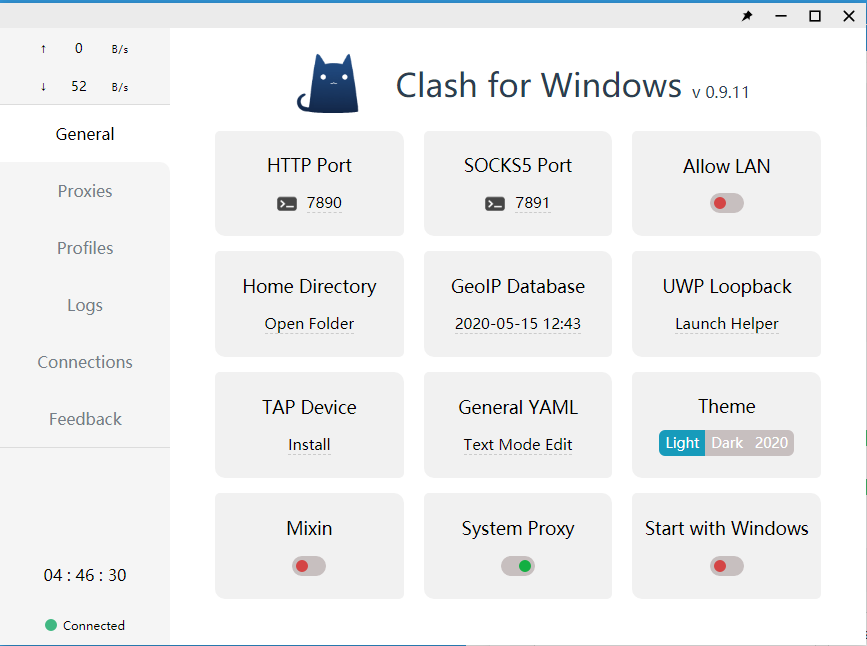 ↑ 0 B/s
↓ 52 B/s
General
Proxies
Profiles
Logs
Connections
Feedback
04 : 46 : 30
Connected
Clash for Windows v 0.9.11
HTTP Port
7890
SOCKS5 Port
7891
Allow LAN
Home Directory
Open Folder
GeoIP Database
2020-05-15 12:43
UWP Loopback
Launch Helper
TAP Device
Install
General YAML
Text Mode Edit
Theme
Light Dark 2020
Mixin
System Proxy
Start with Windows